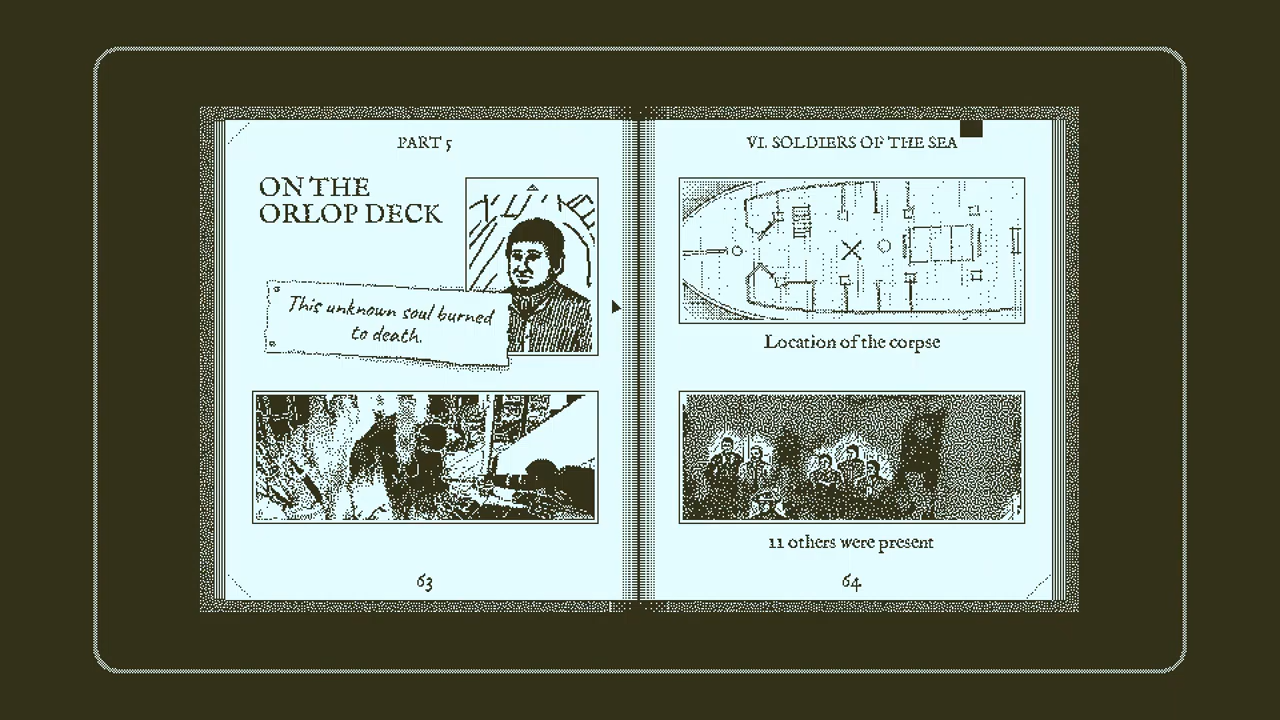 PART 5
ON THE
ORLOP DECK
This unknown soul burned
to death.
63
VI. SOLDIERS OF THE SEA
Location of the corpse
11 others were present
64